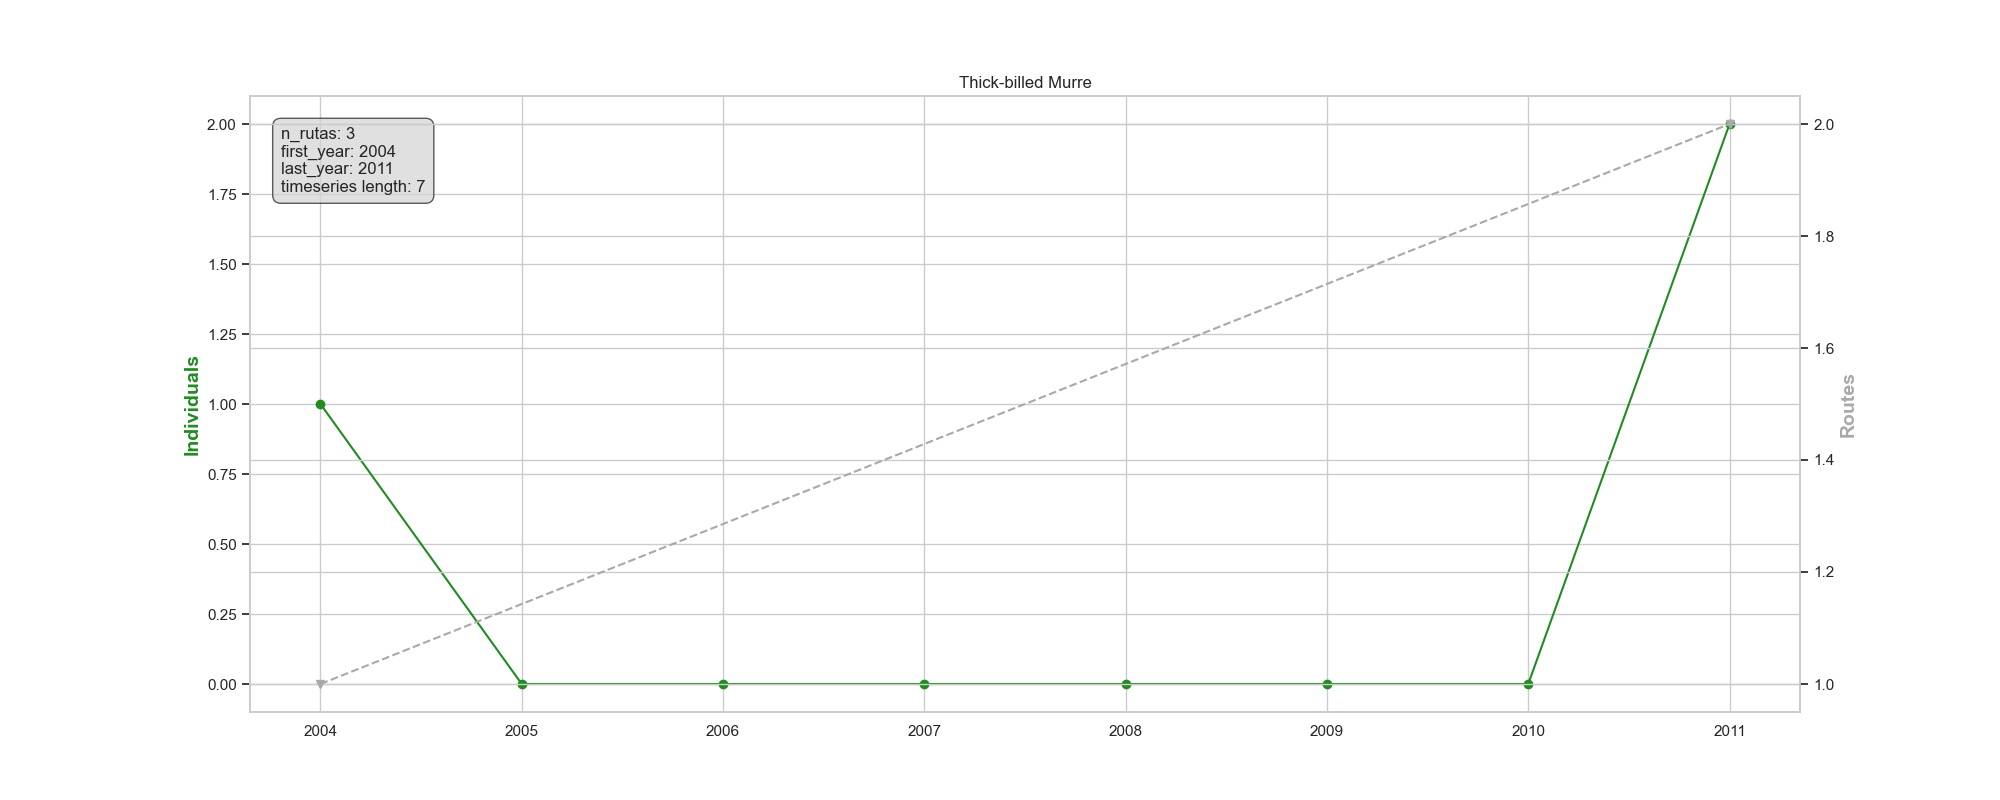 Thick-billed Murre
n_rutas: 3
first_year: 2004
last_year: 2011
timeseries length: 7
Individuals
2.00
1.75
1.50
1.25
1.00
0.75
0.50
0.25
0.00
2.0
1.8
1.6
1.4
1.2
1.0
Routes
2004 2005 2006 2007 2008 2009 2010 2011